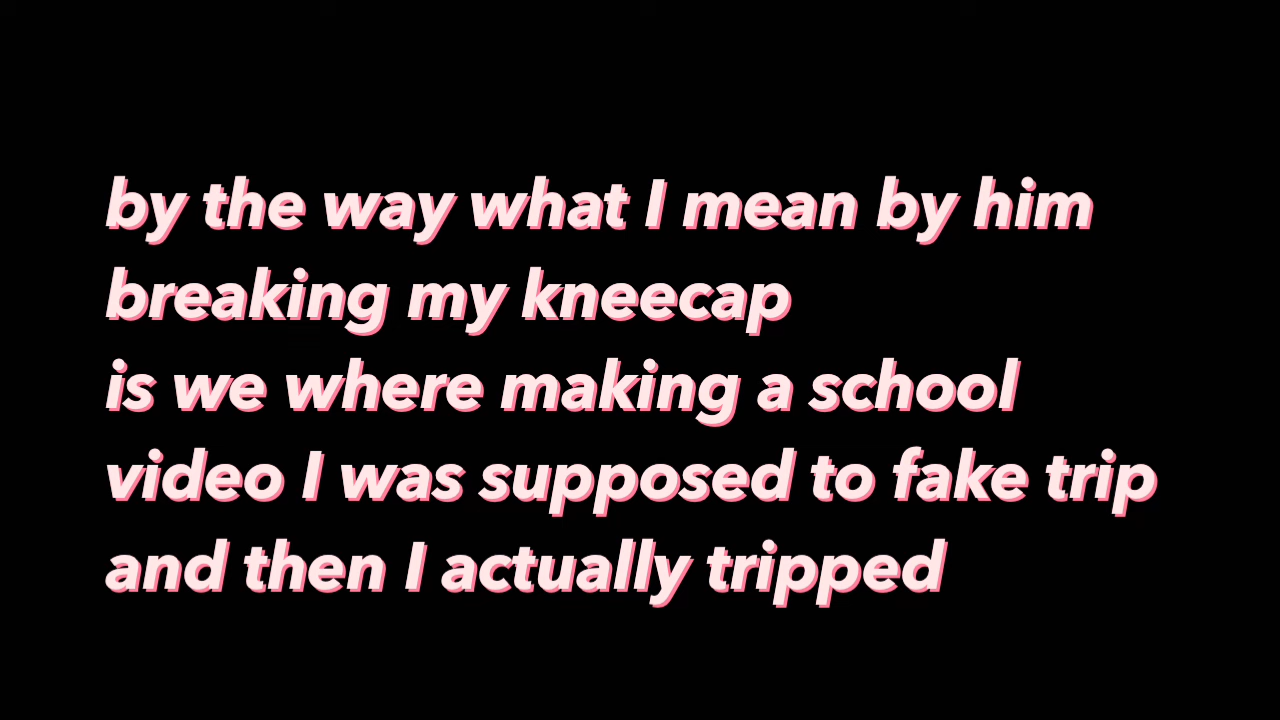 by the way what I mean by him
breaking my kneecap
is we where making a school
video I was supposed to fake trip
and then I actually tripped